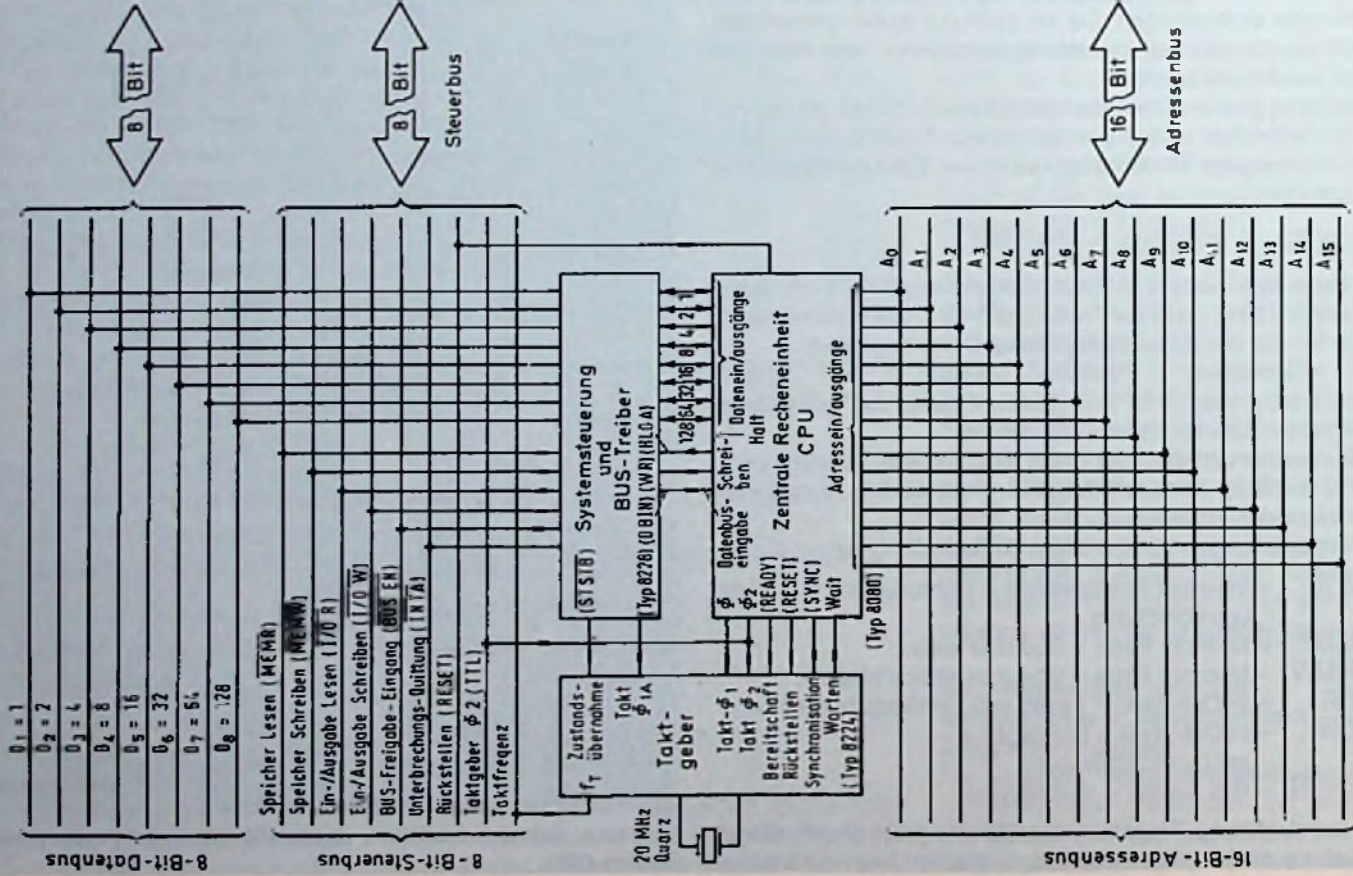 8-Bit-Datenbus
D₁ = 1
D₂ = 2
D₃ = 4
D₄ = 8
D₅ = 16
D₆ = 32
D₇ = 64
D₈ = 128
8 Bit
8-Bit-Steuerbus
Speicher Lesen (MEMR)
Speicher Schreiben (MEMW)
Ein-/Ausgabe Lesen (I/O R)
Ein-/Ausgabe Schreiben (I/O W)
BUS-Freigabe-Eingang (BUS EN)
Unterbrechungs-Quittung (INTA)
Rückstellen (RESET)
Taktgeber ϕ2 (TTL)
Taktfreqenz
8 Bit
Steuerbus
20 MHz
Quarz
fT
Zustands-
übernahme
Takt
ϕ1A
Takt-
geber
Takt-ϕ1
Takt ϕ2
Bereitschaft
Rückstellen
Synchronisation
Warten
(Typ 8224)
(STSTB) Systemsteuerung
und
BUS-Treiber
(Typ 8228) (DBIN) (WR) (HLDA)
128 64 32 16 8 4 2 1
ϕ
ϕ2
(READY)
(RESET)
(SYNC)
Wait
Datenbus-
eingabe
Schrei-
ben
Halt
Datenein/ausgänge
Zentrale Recheneinheit
CPU
Adressein/ausgänge
(Typ 8080)
16-Bit-Adressenbus
A₀
A₁
A₂
A₃
A₄
A₅
A₆
A₇
A₈
A₉
A₁₀
A₁₁
A₁₂
A₁₃
A₁₄
A₁₅
16 Bit
Adressenbus